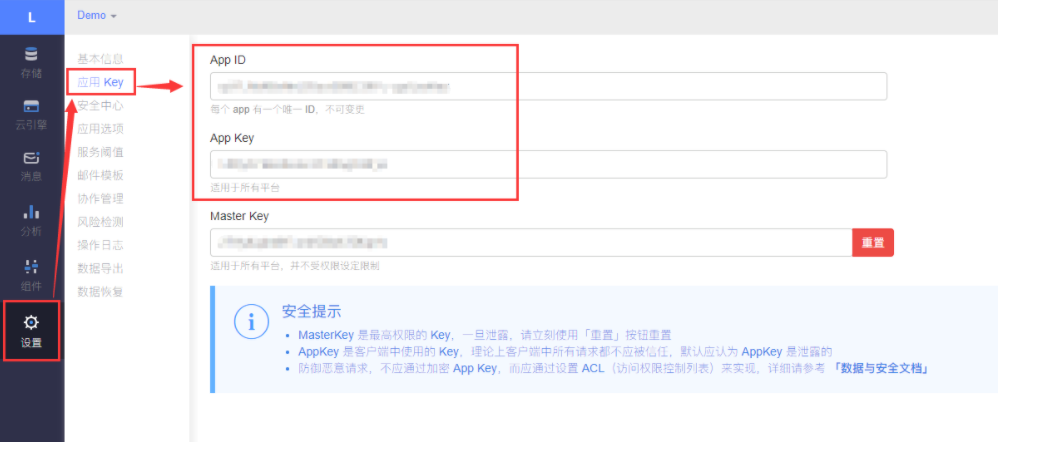 L
Demo
存储
云引擎
消息
分析
组件
设置
基本信息
应用 Key
安全中心
应用选项
服务阈值
邮件模板
协作管理
风险检测
操作日志
数据导出
数据恢复
App ID
每个 app 有一个唯一 ID，不可变更
App Key
适用于所有平台
Master Key
重置
适用于所有平台，并不受权限设定限制
安全提示
MasterKey 是最高权限的 Key，一旦泄露，请立刻使用「重置」按钮重置
AppKey 是客户端中使用的 Key，理论上客户端中所有请求都不应被信任，默认应认为 AppKey 是泄露的
防御恶意请求，不应通过加密 App Key，而应通过设置 ACL（访问权限控制列表）来实现，详细请参考 「数据与安全文档」